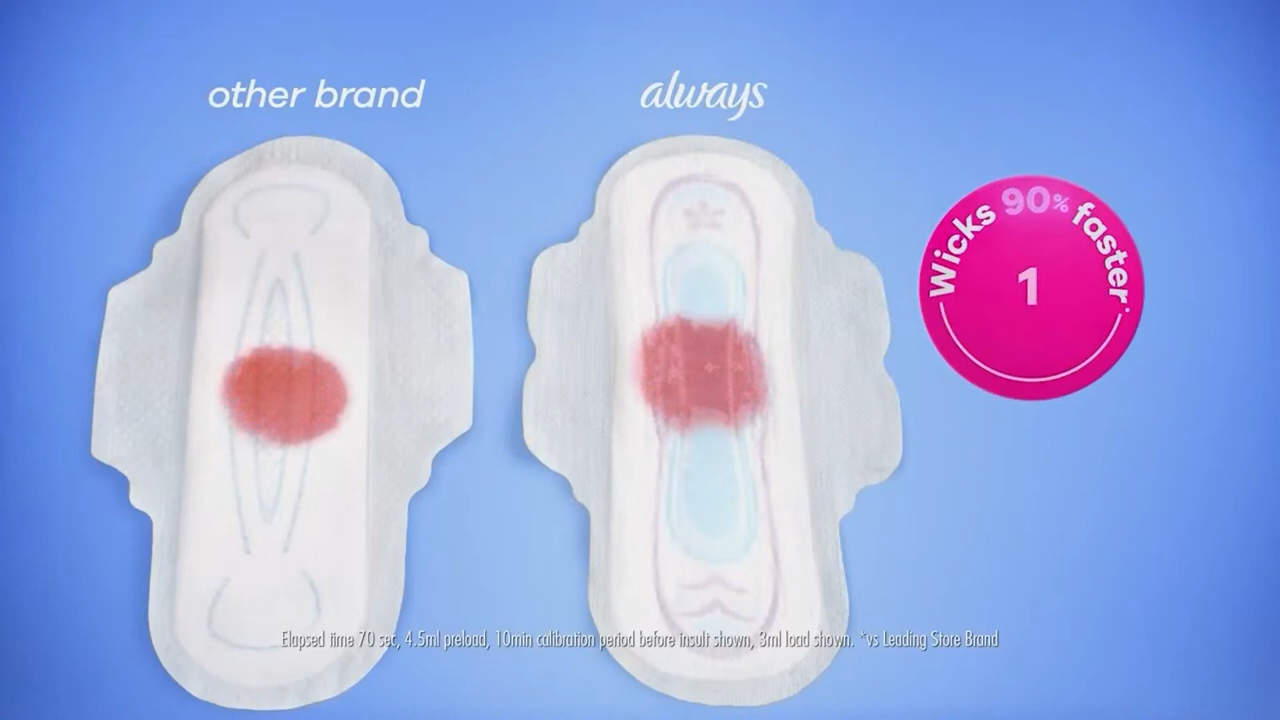 other brand
always
Wicks 90% faster*
1
Elapsed time 70 sec, 4.5ml preload, 10min calibration period before insult shown, 3ml load shown. *vs Leading Store Brand